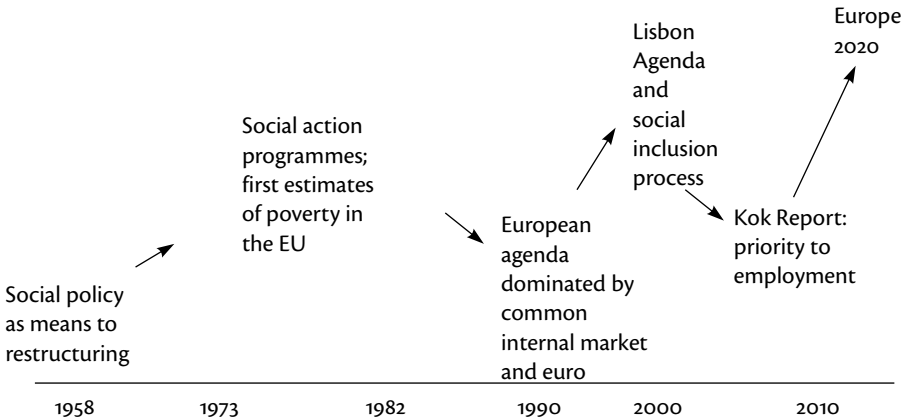 Social policy
as means to
restructuring
Social action
programmes;
first estimates
of poverty in
the EU
European
agenda
dominated by
common
internal market
and euro
Lisbon
Agenda
and
social
inclusion
process
Kok Report:
priority to
employment
Europe
2020
1958 1973 1982 1990 2000 2010